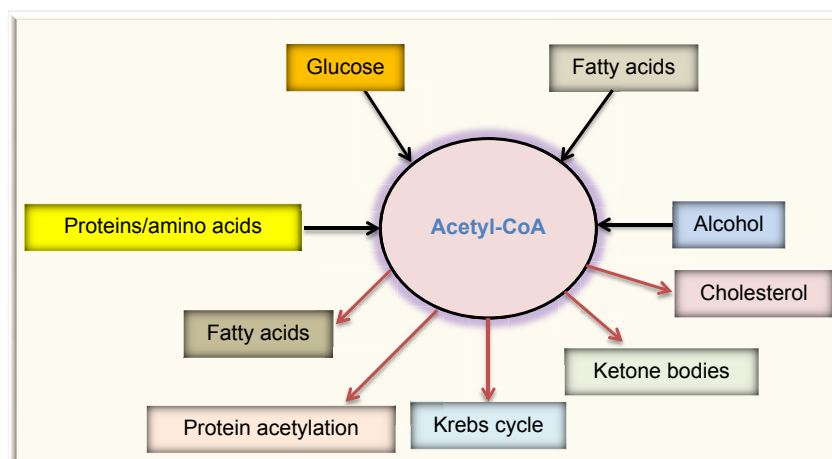 Glucose
Fatty acids
Proteins/amino acids
Acetyl-CoA
Alcohol
Cholesterol
Fatty acids
Ketone bodies
Protein acetylation
Krebs cycle